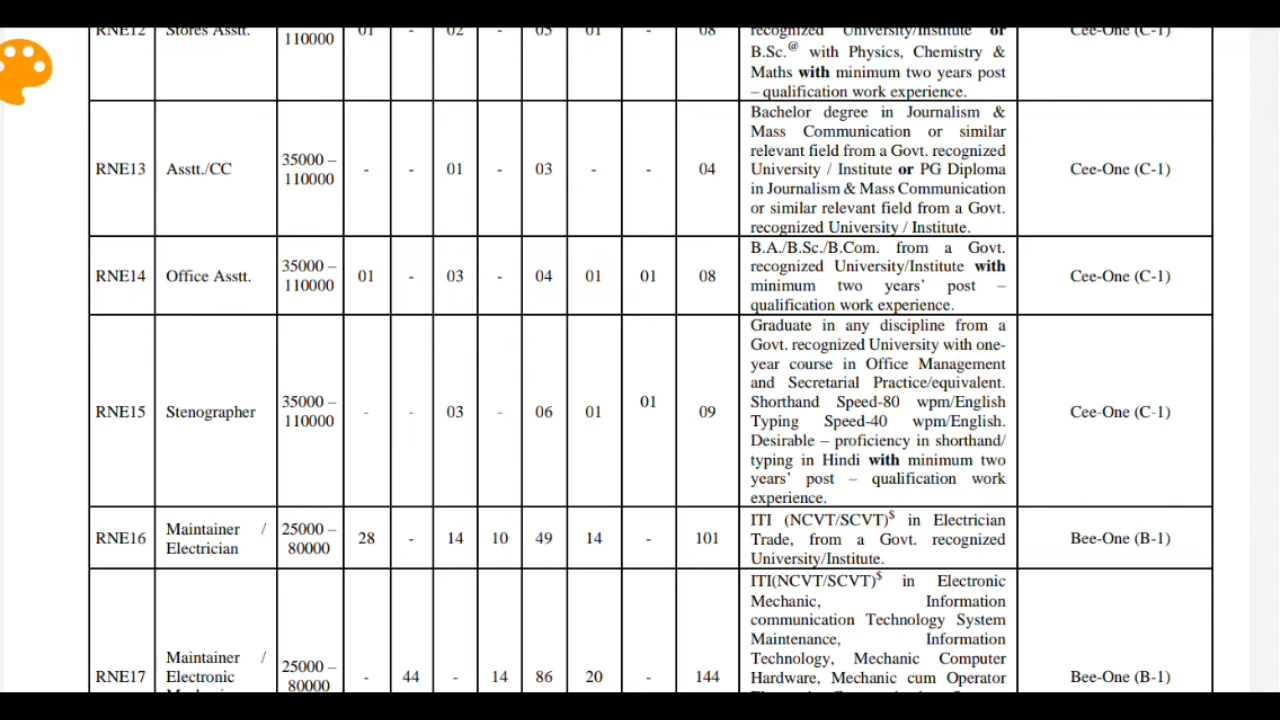 RNE12 Stores Asstt. 110000 01 - 02 - 05 01 - 08 recognized University/Institute or Cee-One (C-1)
B.Sc.@ with Physics, Chemistry &
Maths with minimum two years post
– qualification work experience.
Bachelor degree in Journalism &
Mass Communication or similar
relevant field from a Govt. recognized
RNE13 Asstt./CC 35000 – 110000 - - 01 - 03 - - 04 University / Institute or PG Diploma Cee-One (C-1)
in Journalism & Mass Communication
or similar relevant field from a Govt.
recognized University / Institute.
B.A./B.Sc./B.Com. from a Govt.
RNE14 Office Asstt. 35000 – 110000 01 - 03 - 04 01 01 08 recognized University/Institute with Cee-One (C-1)
minimum two years' post –
qualification work experience.
Graduate in any discipline from a
Govt. recognized University with one-
year course in Office Management
and Secretarial Practice/equivalent.
RNE15 Stenographer 35000 – 110000 - - 03 - 06 01 01 09 Shorthand Speed-80 wpm/English Cee-One (C-1)
Typing Speed-40 wpm/English.
Desirable – proficiency in shorthand/
typing in Hindi with minimum two
years' post – qualification work
experience.
RNE16 Maintainer / Electrician 25000 – 80000 28 - 14 10 49 14 - 101 ITI (NCVT/SCVT)$ in Electrician Bee-One (B-1)
Trade, from a Govt. recognized
University/Institute.
ITI(NCVT/SCVT)$ in Electronic
Mechanic, Information
communication Technology System
Maintenance, Information
RNE17 Maintainer / Electronic 25000 – 80000 - 44 - 14 86 20 - 144 Technology, Mechanic Computer Bee-One (B-1)
Hardware, Mechanic cum Operator